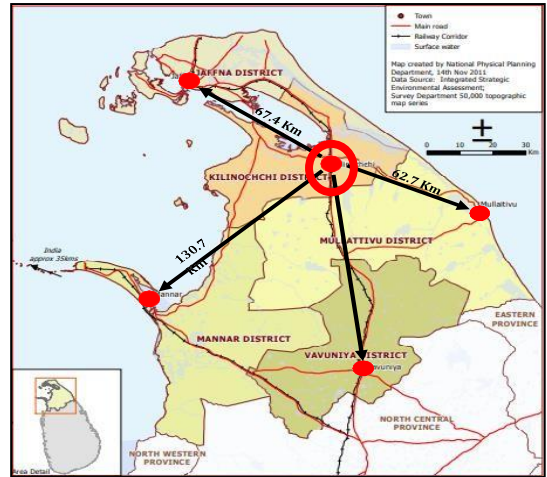 Town
Main road
Railway Corridor
Surface water
Map created by National Physical Planning
Department, 14th Nov 2011
Data Source: Integrated Strategic
Environmental Assessment;
Survey Department 50,000 topographic
map series
JAFFNA DISTRICT
67.4 Km
0
10
20
30 Km
KILINOCHCHI DISTRICT
62.7 Km
Mullaitivu
MULLAITIVU DISTRICT
130.7
Km
India
approx 35kms
MANNAR DISTRICT
EASTERN
PROVINCE
VAVUNIYA DISTRICT
NORTH CENTRAL
PROVINCE
NORTH WESTERN
PROVINCE
Area Detail